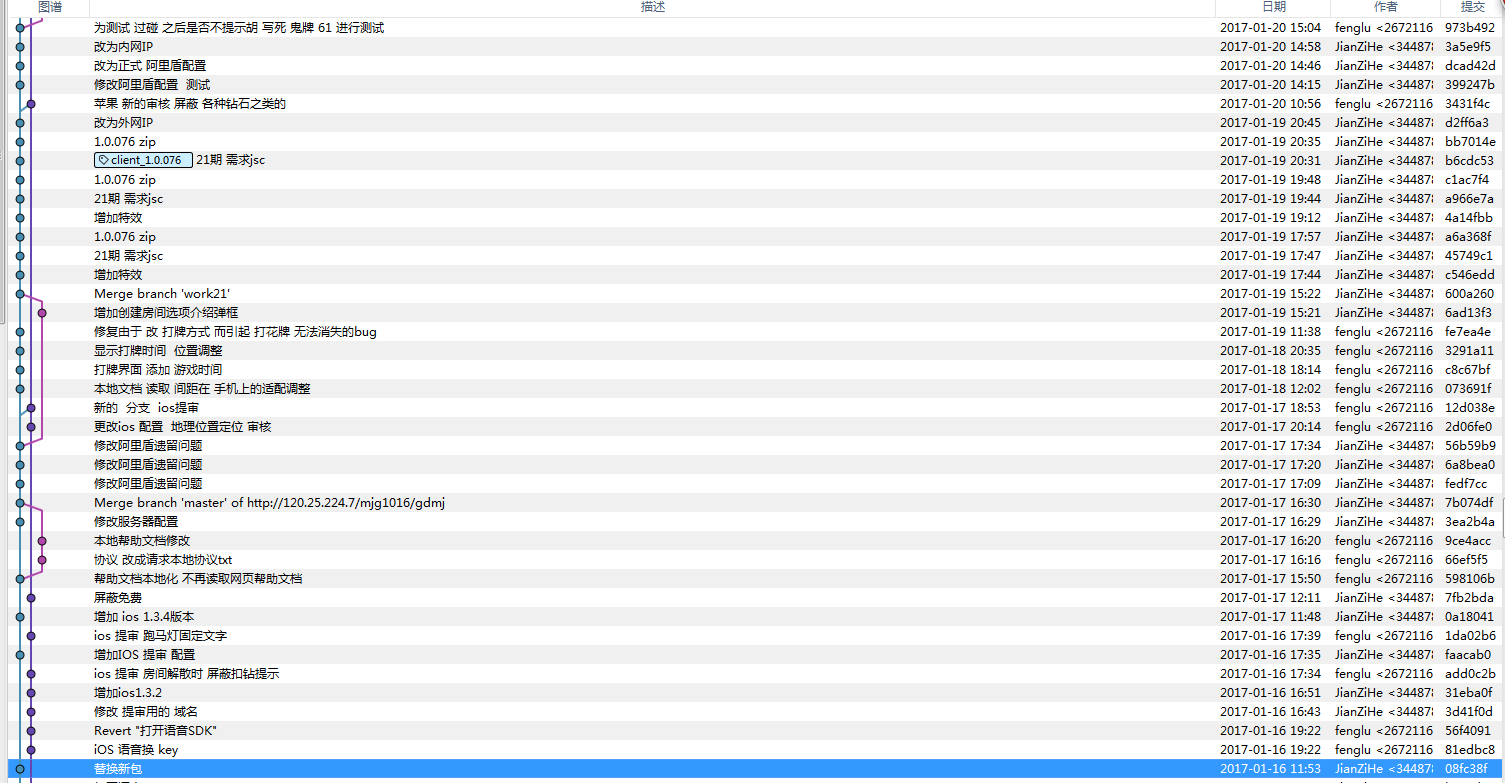 图谱 描述 日期 作者 提交
为测试 过碰 之后是否不提示胡 写死 鬼牌 61 进行测试 2017-01-20 15:04 fenglu <2672116 973b492
改为内网IP 2017-01-20 14:58 JianZiHe <34487 3a5e9f5
改为正式 阿里盾配置 2017-01-20 14:46 JianZiHe <34487 dcad42d
修改阿里盾配置 测试 2017-01-20 14:15 JianZiHe <34487 399247b
苹果 新的审核 屏蔽 各种钻石之类的 2017-01-20 10:56 fenglu <2672116 3431f4c
改为外网IP 2017-01-19 20:45 JianZiHe <34487 d2ff6a3
1.0.076 zip 2017-01-19 20:35 JianZiHe <34487 bb7014e
client_1.0.076 21期 需求jsc 2017-01-19 20:31 JianZiHe <34487 b6cdc53
1.0.076 zip 2017-01-19 19:48 JianZiHe <34487 c1ac7f4
21期 需求jsc 2017-01-19 19:44 JianZiHe <34487 a966e7a
增加特效 2017-01-19 19:12 JianZiHe <34487 4a14fbb
1.0.076 zip 2017-01-19 17:57 JianZiHe <34487 a6a368f
21期 需求jsc 2017-01-19 17:47 JianZiHe <34487 45749c1
增加特效 2017-01-19 17:44 JianZiHe <34487 c546edd
Merge branch 'work21' 2017-01-19 15:22 JianZiHe <34487 600a260
增加创建房间选项介绍弹框 2017-01-19 15:21 JianZiHe <34487 6ad13f3
修复由于 改 打牌方式 而引起 打花牌 无法消失的bug 2017-01-19 11:38 fenglu <2672116 fe7ea4e
显示打牌时间 位置调整 2017-01-18 20:35 fenglu <2672116 3291a11
打牌界面 添加 游戏时间 2017-01-18 18:14 fenglu <2672116 c8c67bf
本地文档 读取 间距在 手机上的适配调整 2017-01-18 12:02 fenglu <2672116 073691f
新的 分支 ios提审 2017-01-17 18:53 fenglu <2672116 12d038e
更改ios 配置 地理位置定位 审核 2017-01-17 20:14 fenglu <2672116 2d06fe0
修改阿里盾遗留问题 2017-01-17 17:34 JianZiHe <34487 56b59b9
修改阿里盾遗留问题 2017-01-17 17:20 JianZiHe <34487 6a8bea0
修改阿里盾遗留问题 2017-01-17 17:09 JianZiHe <34487 fedf7cc
Merge branch 'master' of http://120.25.224.7/mjg1016/gdmj 2017-01-17 16:30 JianZiHe <34487 7b074df
修改服务器配置 2017-01-17 16:29 JianZiHe <34487 3ea2b4a
本地帮助文档修改 2017-01-17 16:20 fenglu <2672116 9ce4acc
协议 改成请求本地协议txt 2017-01-17 16:16 fenglu <2672116 66ef5f5
帮助文档本地化 不再读取网页帮助文档 2017-01-17 15:50 fenglu <2672116 598106b
屏蔽免费 2017-01-17 12:11 JianZiHe <34487 7fb2bda
增加 ios 1.3.4版本 2017-01-17 11:48 JianZiHe <34487 0a18041
ios 提审 跑马灯固定文字 2017-01-16 17:39 fenglu <2672116 1da02b6
增加IOS 提审 配置 2017-01-16 17:35 JianZiHe <34487 faacab0
ios 提审 房间解散时 屏蔽扣钻提示 2017-01-16 17:34 fenglu <2672116 add0c2b
增加ios1.3.2 2017-01-16 16:51 JianZiHe <34487 31eba0f
修改 提审用的 域名 2017-01-16 16:43 JianZiHe <34487 3d41f0d
Revert "打开语音SDK" 2017-01-16 19:22 fenglu <2672116 56f4091
iOS 语音换 key 2017-01-16 19:22 fenglu <2672116 81edbc8
替换新包 2017-01-16 11:53 JianZiHe <34487 08fc38f